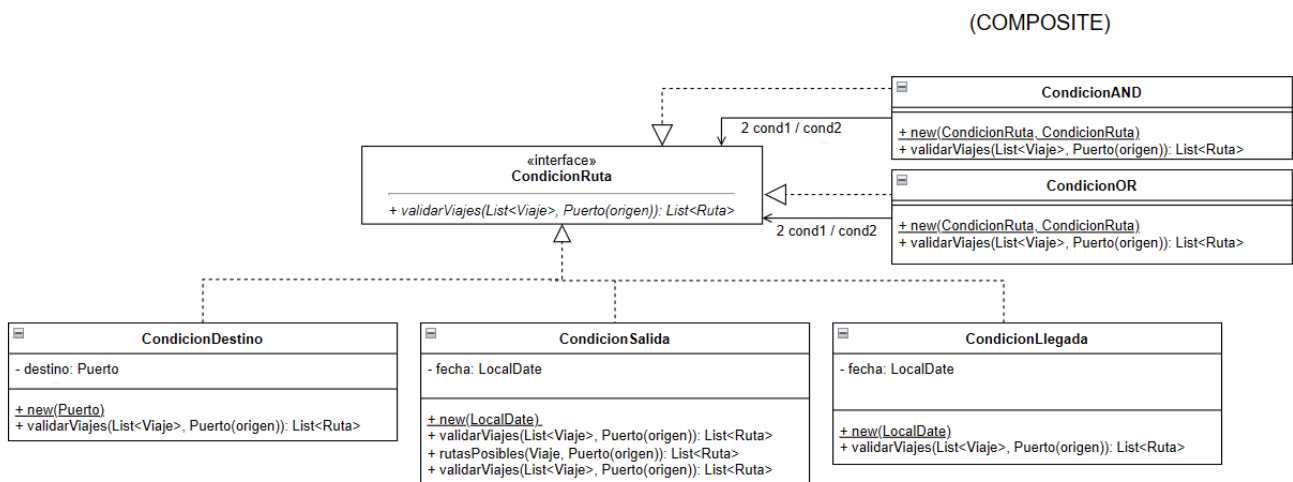 (COMPOSITE)
CondicionAND
+ new(CondicionRuta, CondicionRuta)
+ validarViajes(List<Viaje>, Puerto(origen)): List<Ruta>
2 cond1 / cond2
«interface»
CondicionRuta
+ validarViajes(List<Viaje>, Puerto(origen)): List<Ruta>
CondicionOR
+ new(CondicionRuta, CondicionRuta)
+ validarViajes(List<Viaje>, Puerto(origen)): List<Ruta>
2 cond1 / cond2
CondicionDestino
- destino: Puerto
+ new(Puerto)
+ validarViajes(List<Viaje>, Puerto(origen)): List<Ruta>
CondicionSalida
- fecha: LocalDate
+ new(LocalDate)
+ validarViajes(List<Viaje>, Puerto(origen)): List<Ruta>
+ rutasPosibles(Viaje, Puerto(origen)): List<Ruta>
+ validarViajes(List<Viaje>, Puerto(origen)): List<Ruta>
CondicionLlegada
- fecha: LocalDate
+ new(LocalDate)
+ validarViajes(List<Viaje>, Puerto(origen)): List<Ruta>